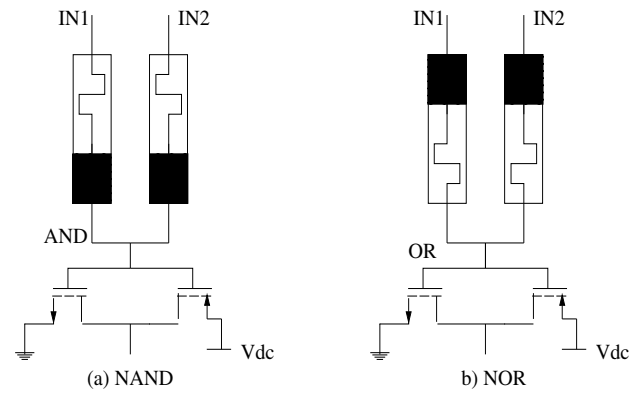 IN1 IN2 IN1 IN2
AND OR
Vdc Vdc
(a) NAND b) NOR